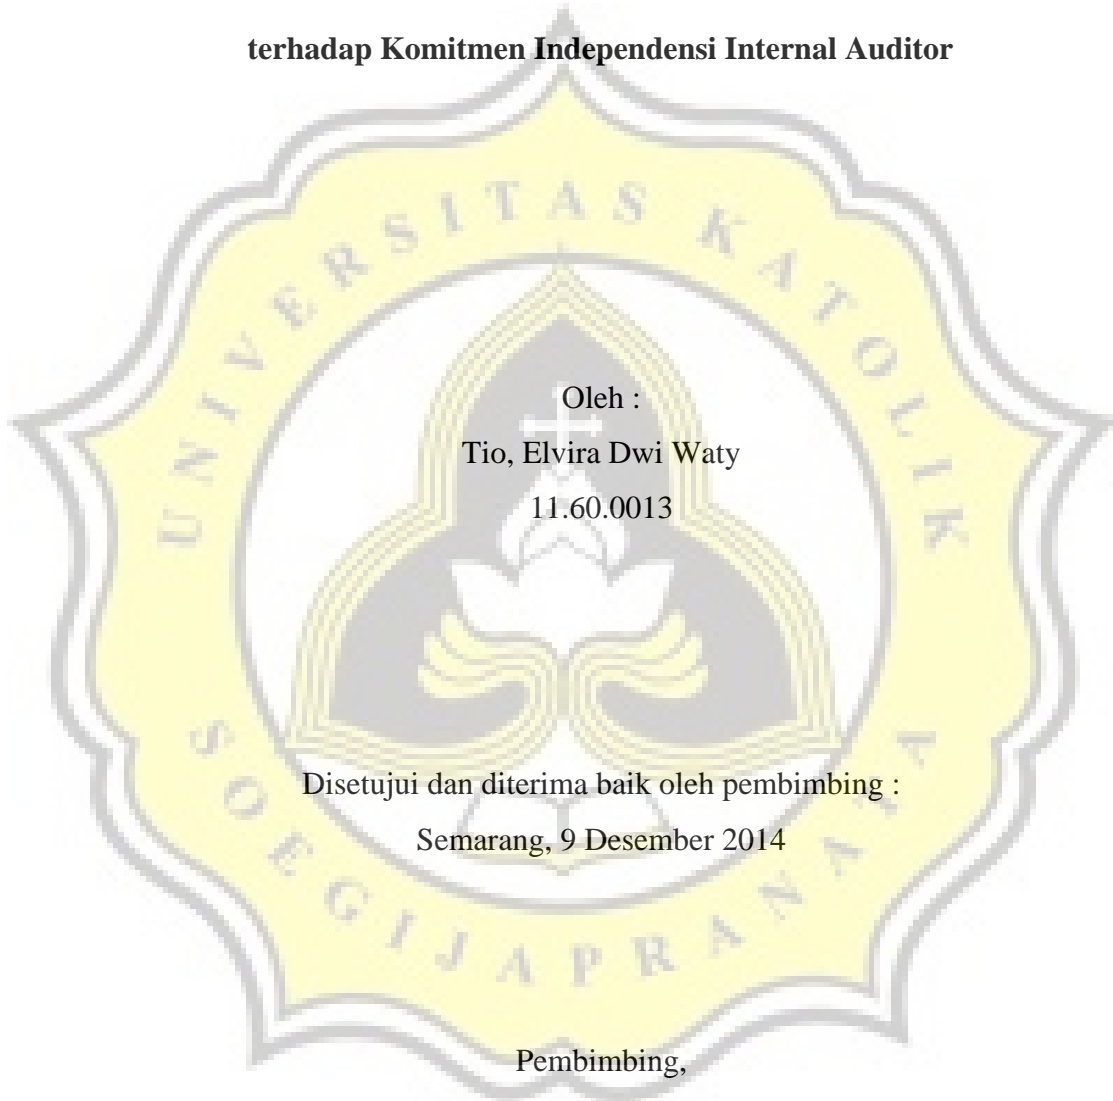 terhadap Komitmen Independensi Internal Auditor
UNIVERSITAS KATOLIK
Oleh :
Tio, Elvira Dwi Waty
11.60.0013
Disetujui dan diterima baik oleh pembimbing :
Semarang, 9 Desember 2014
SOEGIJAPRANATA
Pembimbing,